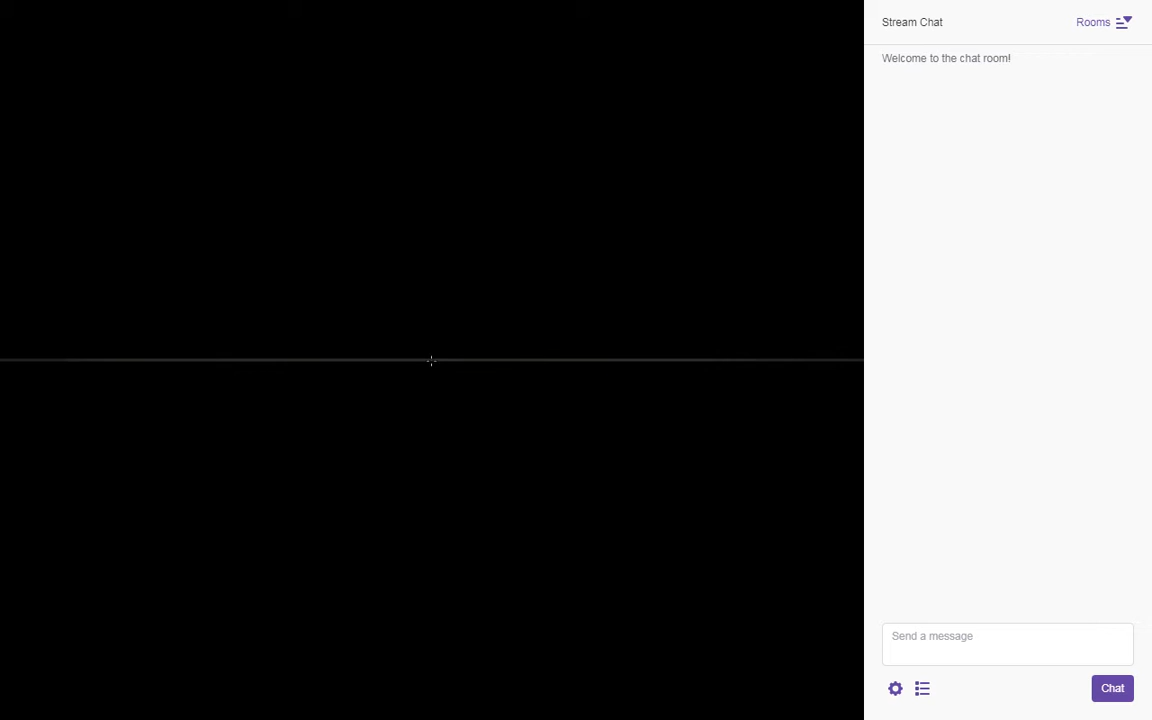 Stream Chat
Rooms
Welcome to the chat room!
Send a message
Chat